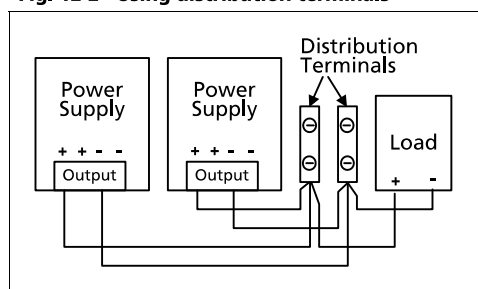 Fig. 12-2 Using distribution terminals
Distribution
Terminals
Power
Supply
+ + - -
Output
Power
Supply
+ + - -
Output
Load
+ -